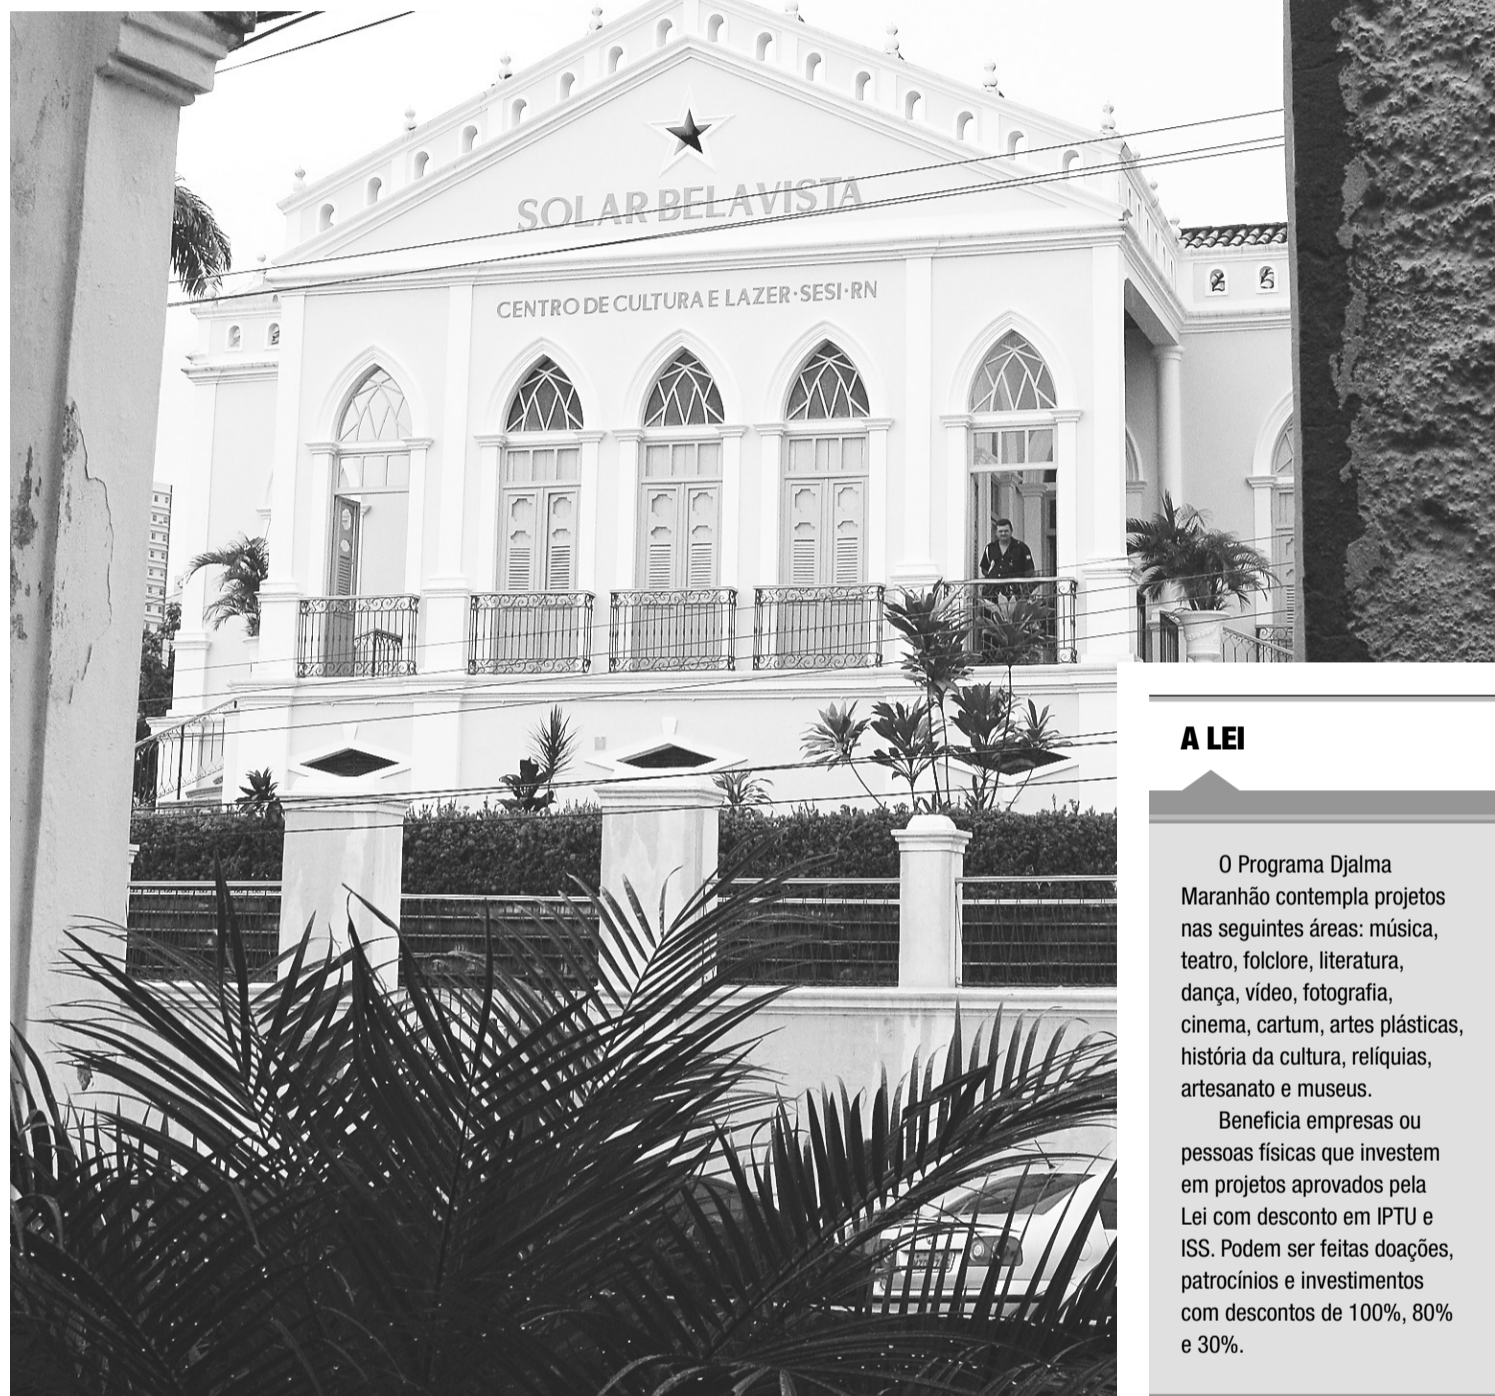 SOLAR BELA VISTA
CENTRO DE CULTURA E LAZER·SESI·RN
A LEI
O Programa Djalma
Maranhão contempla projetos
nas seguintes áreas: música,
teatro, folclore, literatura,
dança, vídeo, fotografia,
cinema, cartum, artes plásticas,
história da cultura, relíquias,
artesanato e museus.
Beneficia empresas ou
pessoas físicas que investem
em projetos aprovados pela
Lei com desconto em IPTU e
ISS. Podem ser feitas doações,
patrocínios e investimentos
com descontos de 100%, 80%
e 30%.